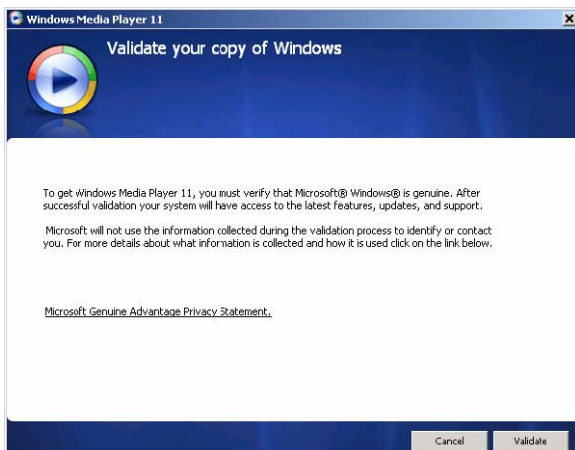 Windows Media Player 11
Validate your copy of Windows
To get Windows Media Player 11, you must verify that Microsoft® Windows® is genuine. After
successful validation your system will have access to the latest features, updates, and support.
Microsoft will not use the information collected during the validation process to identify or contact
you. For more details about what information is collected and how it is used click on the link below.
Microsoft Genuine Advantage Privacy Statement.
Cancel Validate